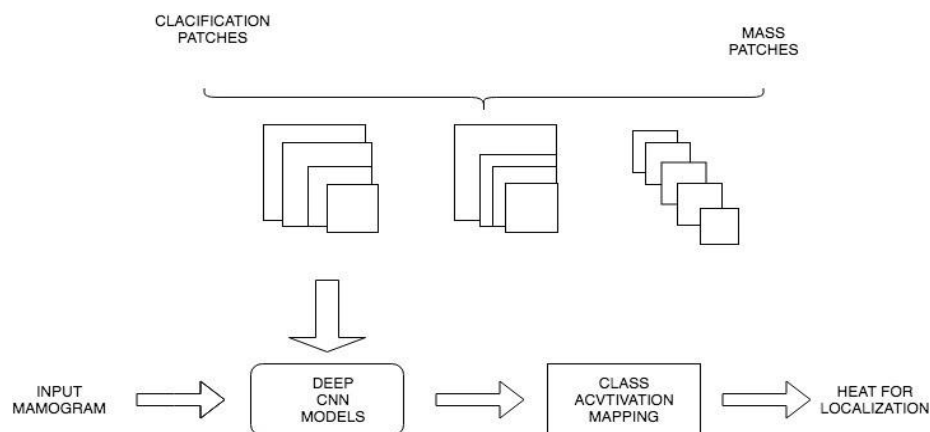 CLACIFICATION
PATCHES
MASS
PATCHES
INPUT
MAMOGRAM
DEEP
CNN
MODELS
CLASS
ACVTIVATION
MAPPING
HEAT FOR
LOCALIZATION